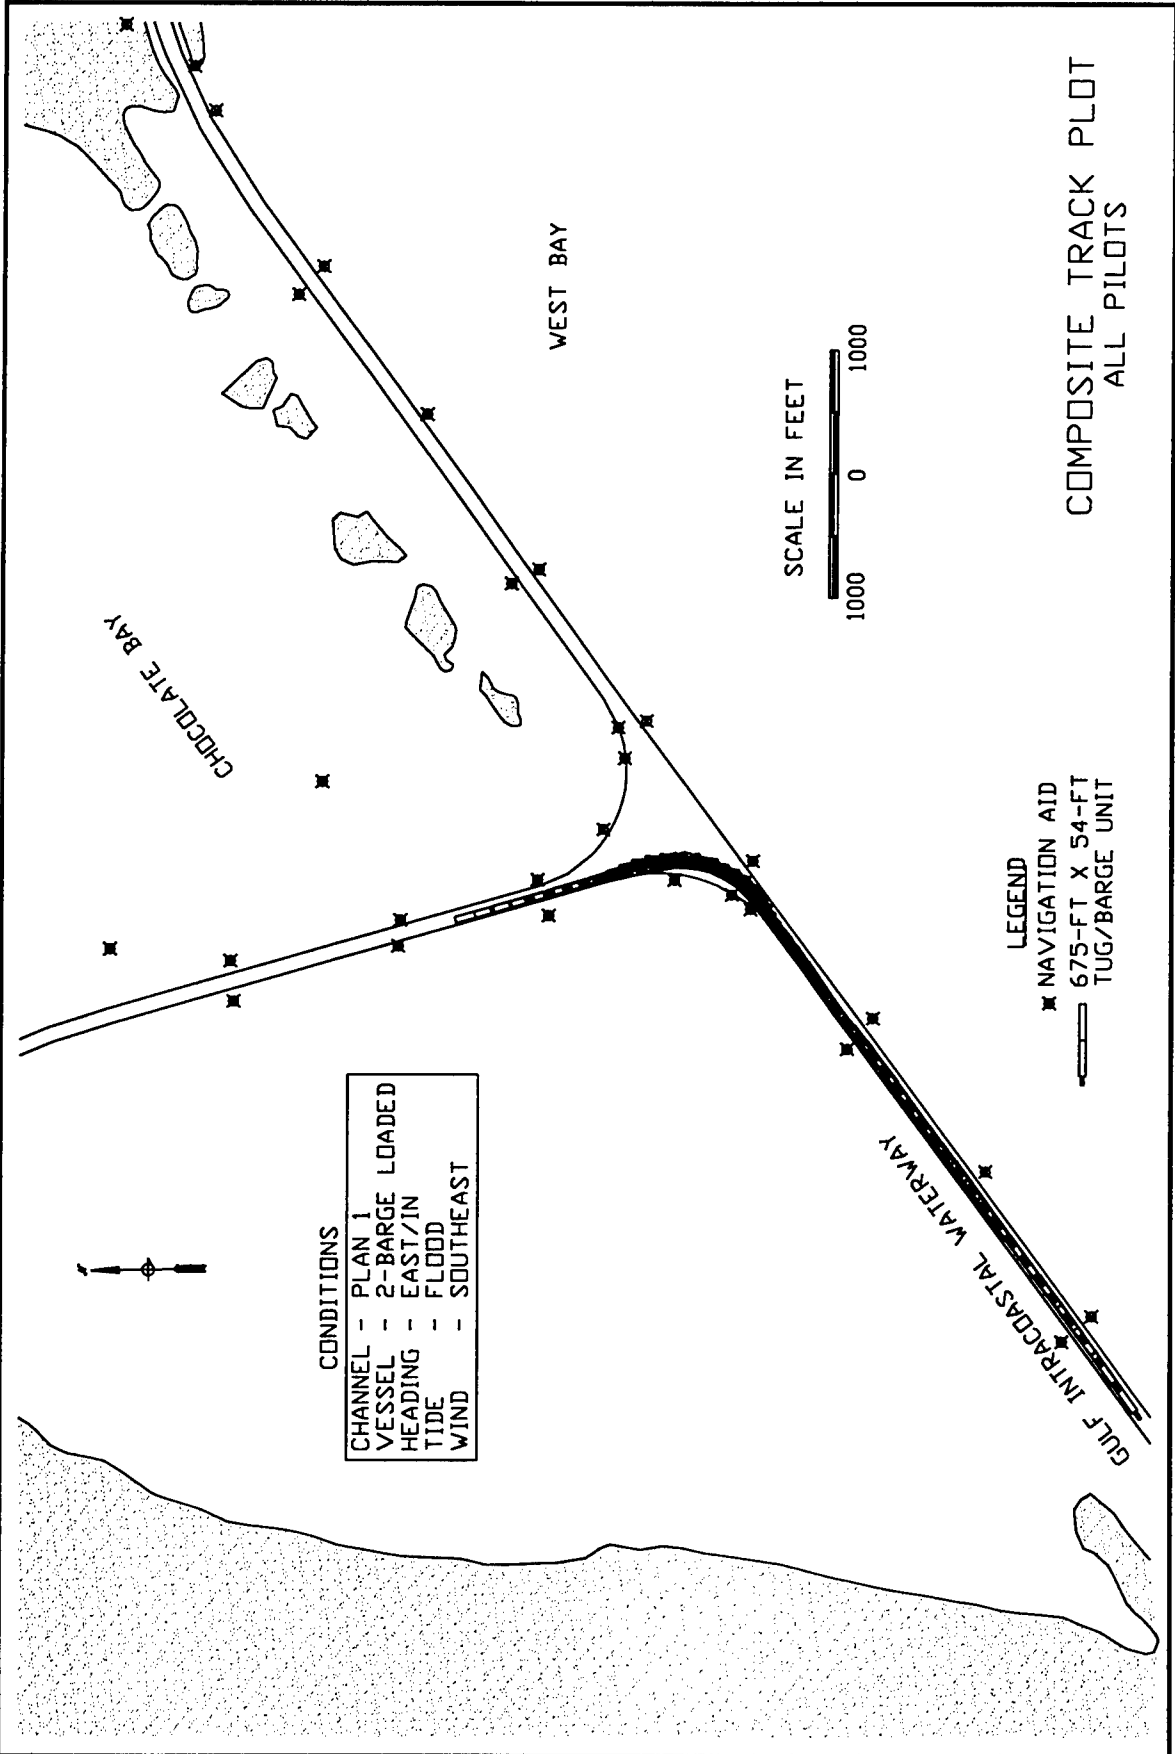 CHOCOLATE BAY
WEST BAY
GULF INTRACOASTAL WATERWAY
N
CONDITIONS
CHANNEL - PLAN 1
VESSEL - 2-BARGE LOADED
HEADING - EAST/IN
TIDE - FLOOD
WIND - SOUTHEAST
SCALE IN FEET
1000 0 1000
LEGEND
NAVIGATION AID
675-FT X 54-FT
TUG/BARGE UNIT
COMPOSITE TRACK PLOT
ALL PILOTS